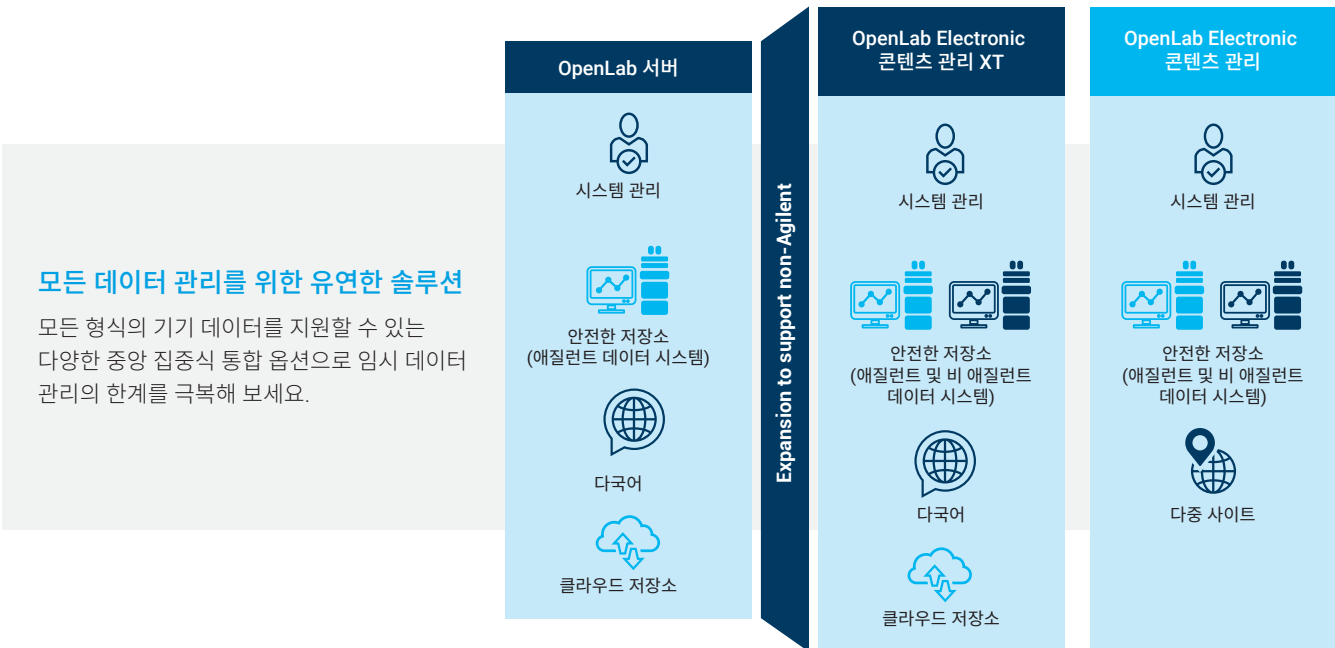 모든 데이터 관리를 위한 유연한 솔루션
모든 형식의 기기 데이터를 지원할 수 있는
다양한 중앙 집중식 통합 옵션으로 임시 데이터
관리의 한계를 극복해 보세요.
OpenLab 서버
시스템 관리
안전한 저장소
(애질런트 데이터 시스템)
다국어
클라우드 저장소
Expansion to support non-Agilent
OpenLab Electronic
콘텐츠 관리 XT
시스템 관리
안전한 저장소
(애질런트 및 비 애질런트
데이터 시스템)
다국어
클라우드 저장소
OpenLab Electronic
콘텐츠 관리
시스템 관리
안전한 저장소
(애질런트 및 비 애질런트
데이터 시스템)
다중 사이트